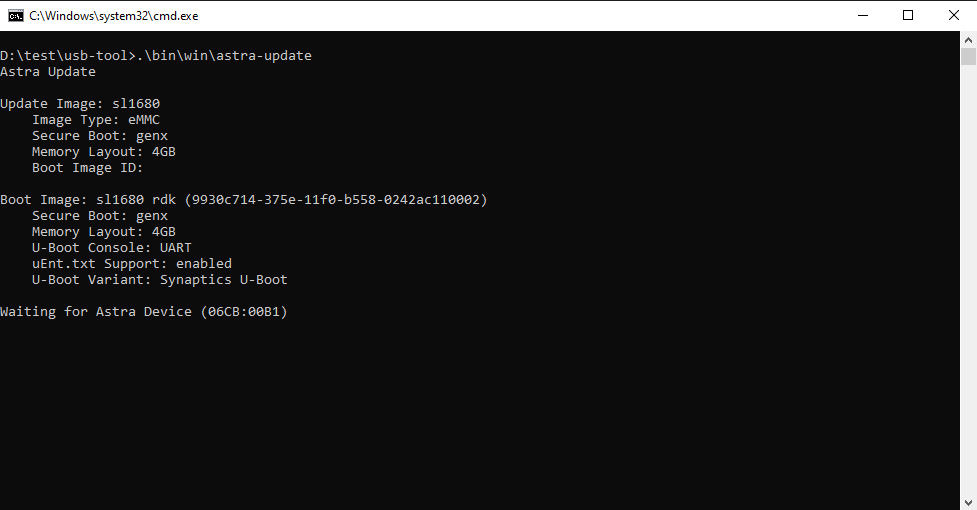 C:\Windows\system32\cmd.exe
D:\test\usb-tool>.\bin\win\astra-update
Astra Update
Update Image: sl1680
Image Type: eMMC
Secure Boot: genx
Memory Layout: 4GB
Boot Image ID:
Boot Image: sl1680 rdk (9930c714-375e-11f0-b558-0242ac110002)
Secure Boot: genx
Memory Layout: 4GB
U-Boot Console: UART
uEnt.txt Support: enabled
U-Boot Variant: Synaptics U-Boot
Waiting for Astra Device (06CB:00B1)